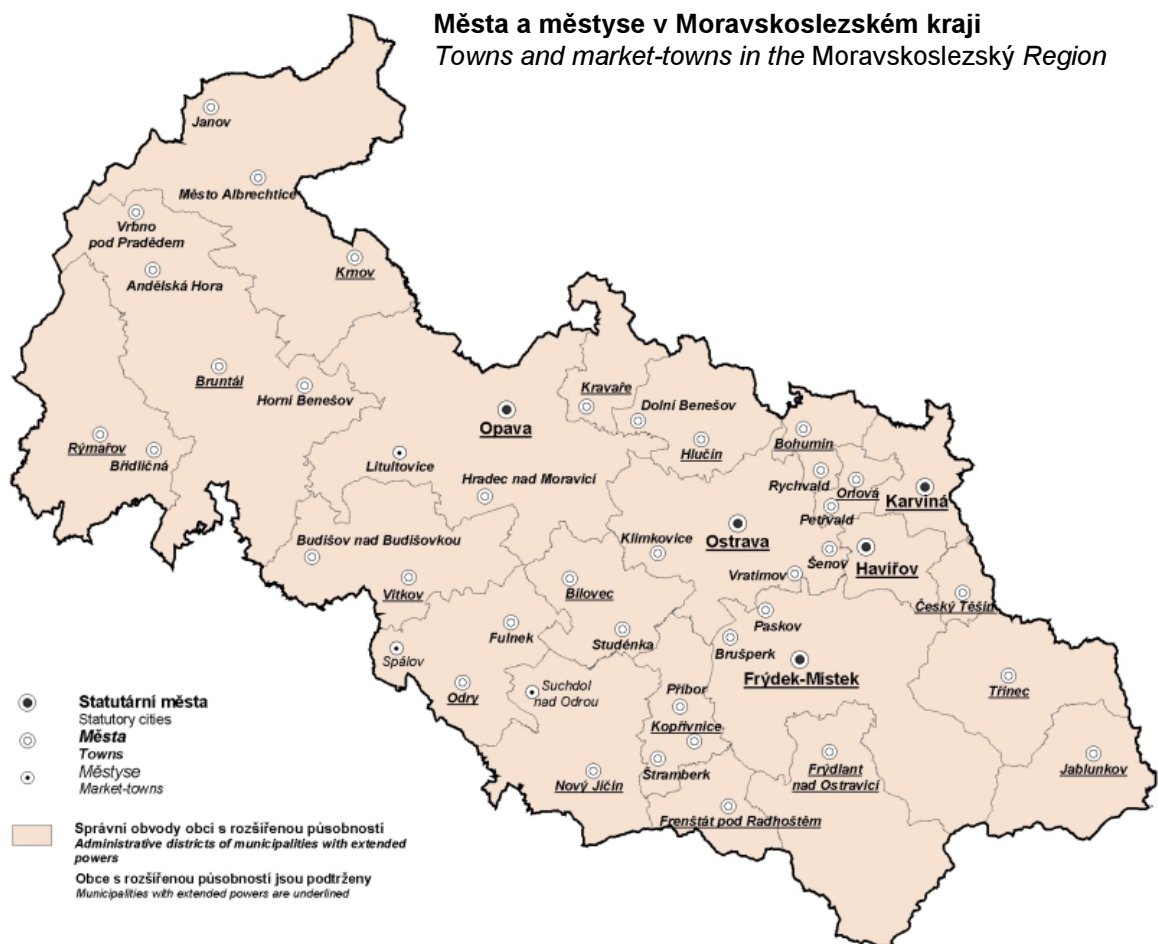 Města a městyse v Moravskoslezském kraji
Towns and market-towns in the Moravskoslezský Region
Janov
Město Albrechtice
Vrbno
pod Pradědem
Krnov
Andělská Hora
Bruntál
Horní Benešov
Kravaře
Dolní Benešov
Opava
Rýmařov
Břidličná
Litultovice
Hlučín
Bohumín
Hradec nad Moravicí
Rychvald
Orlová
Karviná
Petřvald
Budišov nad Budišovkou
Klimkovice
Ostrava
Šenov
Havířov
Vratimov
Vítkov
Bílovec
Český Těšín
Paskov
Fulnek
Studénka
Brušperk
Spálov
Frýdek-Místek
Odry
Suchdol
nad Odrou
Příbor
Třinec
Kopřivnice
Štramberk
Nový Jičín
Frýdlant
nad Ostravicí
Jablunkov
Frenštát pod Radhoštěm
Statutární města
Statutory cities
Města
Towns
Městyse
Market-towns
Správní obvody obcí s rozšířenou působností
Administrative districts of municipalities with extended
powers
Obce s rozšířenou působností jsou podtrženy
Municipalities with extended powers are underlined